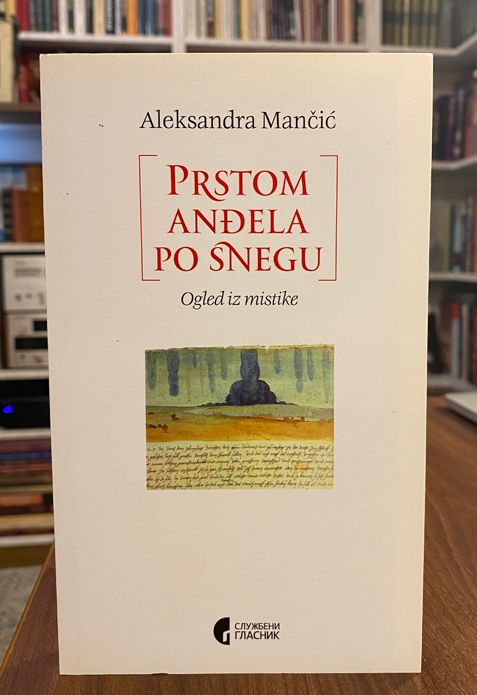 Aleksandra Mančić
PRSTOM
ANĐELA
PO SNEGU
Ogled iz mistike
СЛУЖБЕНИ
ГЛАСНИК